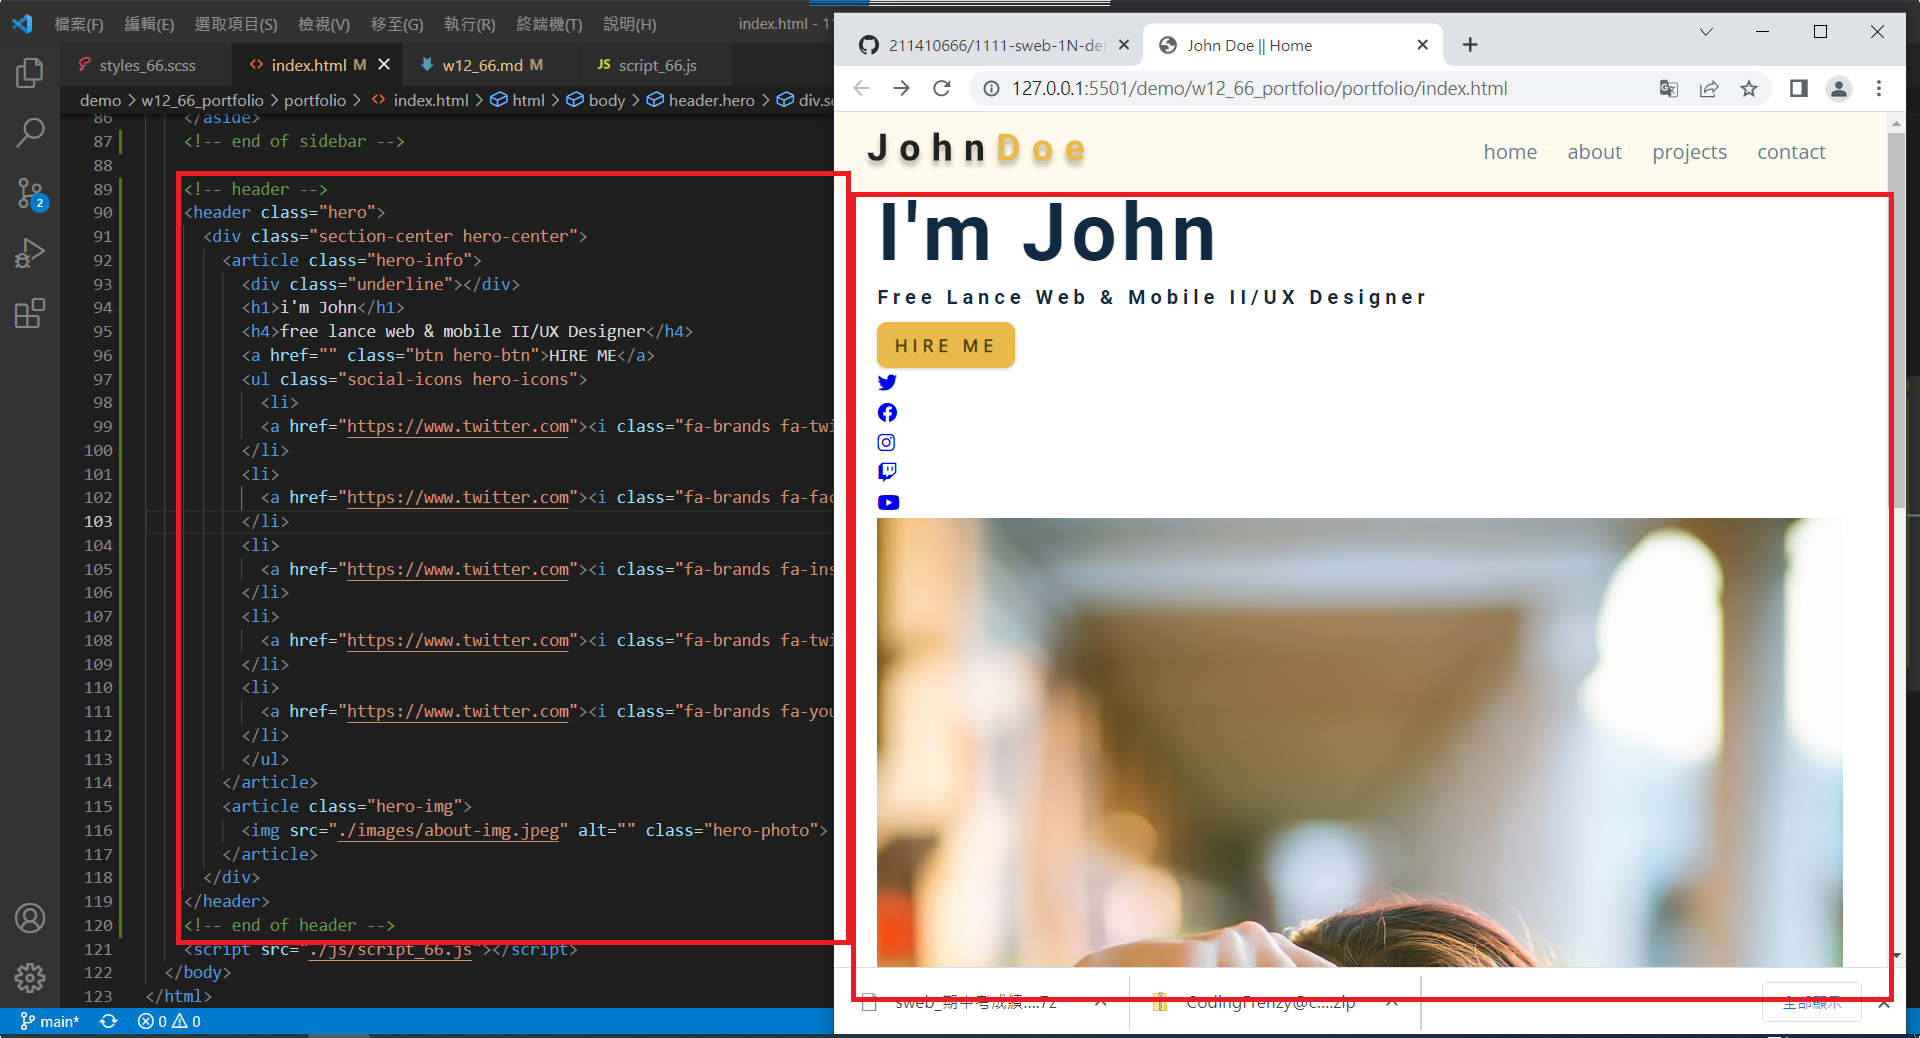 檔案(F) 編輯(E) 選取項目(S) 檢視(V) 移至(G) 執行(R) 終端機(T) 說明(H) index.html - 11
styles_66.scss index.html M w12_66.md M JS script_66.js
demo > w12_66_portfolio > portfolio > index.html > html > body > header.hero > div.se
86 </aside>
87 <!-- end of sidebar -->
88
89 <!-- header -->
90 <header class="hero">
91 <div class="section-center hero-center">
92 <article class="hero-info">
93 <div class="underline"></div>
94 <h1>i'm John</h1>
95 <h4>free lance web & mobile II/UX Designer</h4>
96 <a href="" class="btn hero-btn">HIRE ME</a>
97 <ul class="social-icons hero-icons">
98 <li>
99 <a href="https://www.twitter.com"><i class="fa-brands fa-twi
100 </li>
101 <li>
102 <a href="https://www.twitter.com"><i class="fa-brands fa-fac
103 </li>
104 <li>
105 <a href="https://www.twitter.com"><i class="fa-brands fa-ins
106 </li>
107 <li>
108 <a href="https://www.twitter.com"><i class="fa-brands fa-twi
109 </li>
110 <li>
111 <a href="https://www.twitter.com"><i class="fa-brands fa-you
112 </li>
113 </ul>
114 </article>
115 <article class="hero-img">
116 <img src="./images/about-img.jpeg" alt="" class="hero-photo">
117 </article>
118 </div>
119 </header>
120 <!-- end of header -->
121 <script src="./js/script_66.js"></script>
122 </body>
123 </html>
2
main* 0 0
211410666/1111-sweb-1N-der John Doe || Home
127.0.0.1:5501/demo/w12_66_portfolio/portfolio/index.html
JohnDoe home about projects contact
I'm John
Free Lance Web & Mobile II/UX Designer
HIRE ME
sweb_期中考成績....7z CodingFrenzy@c....zip 全部顯示